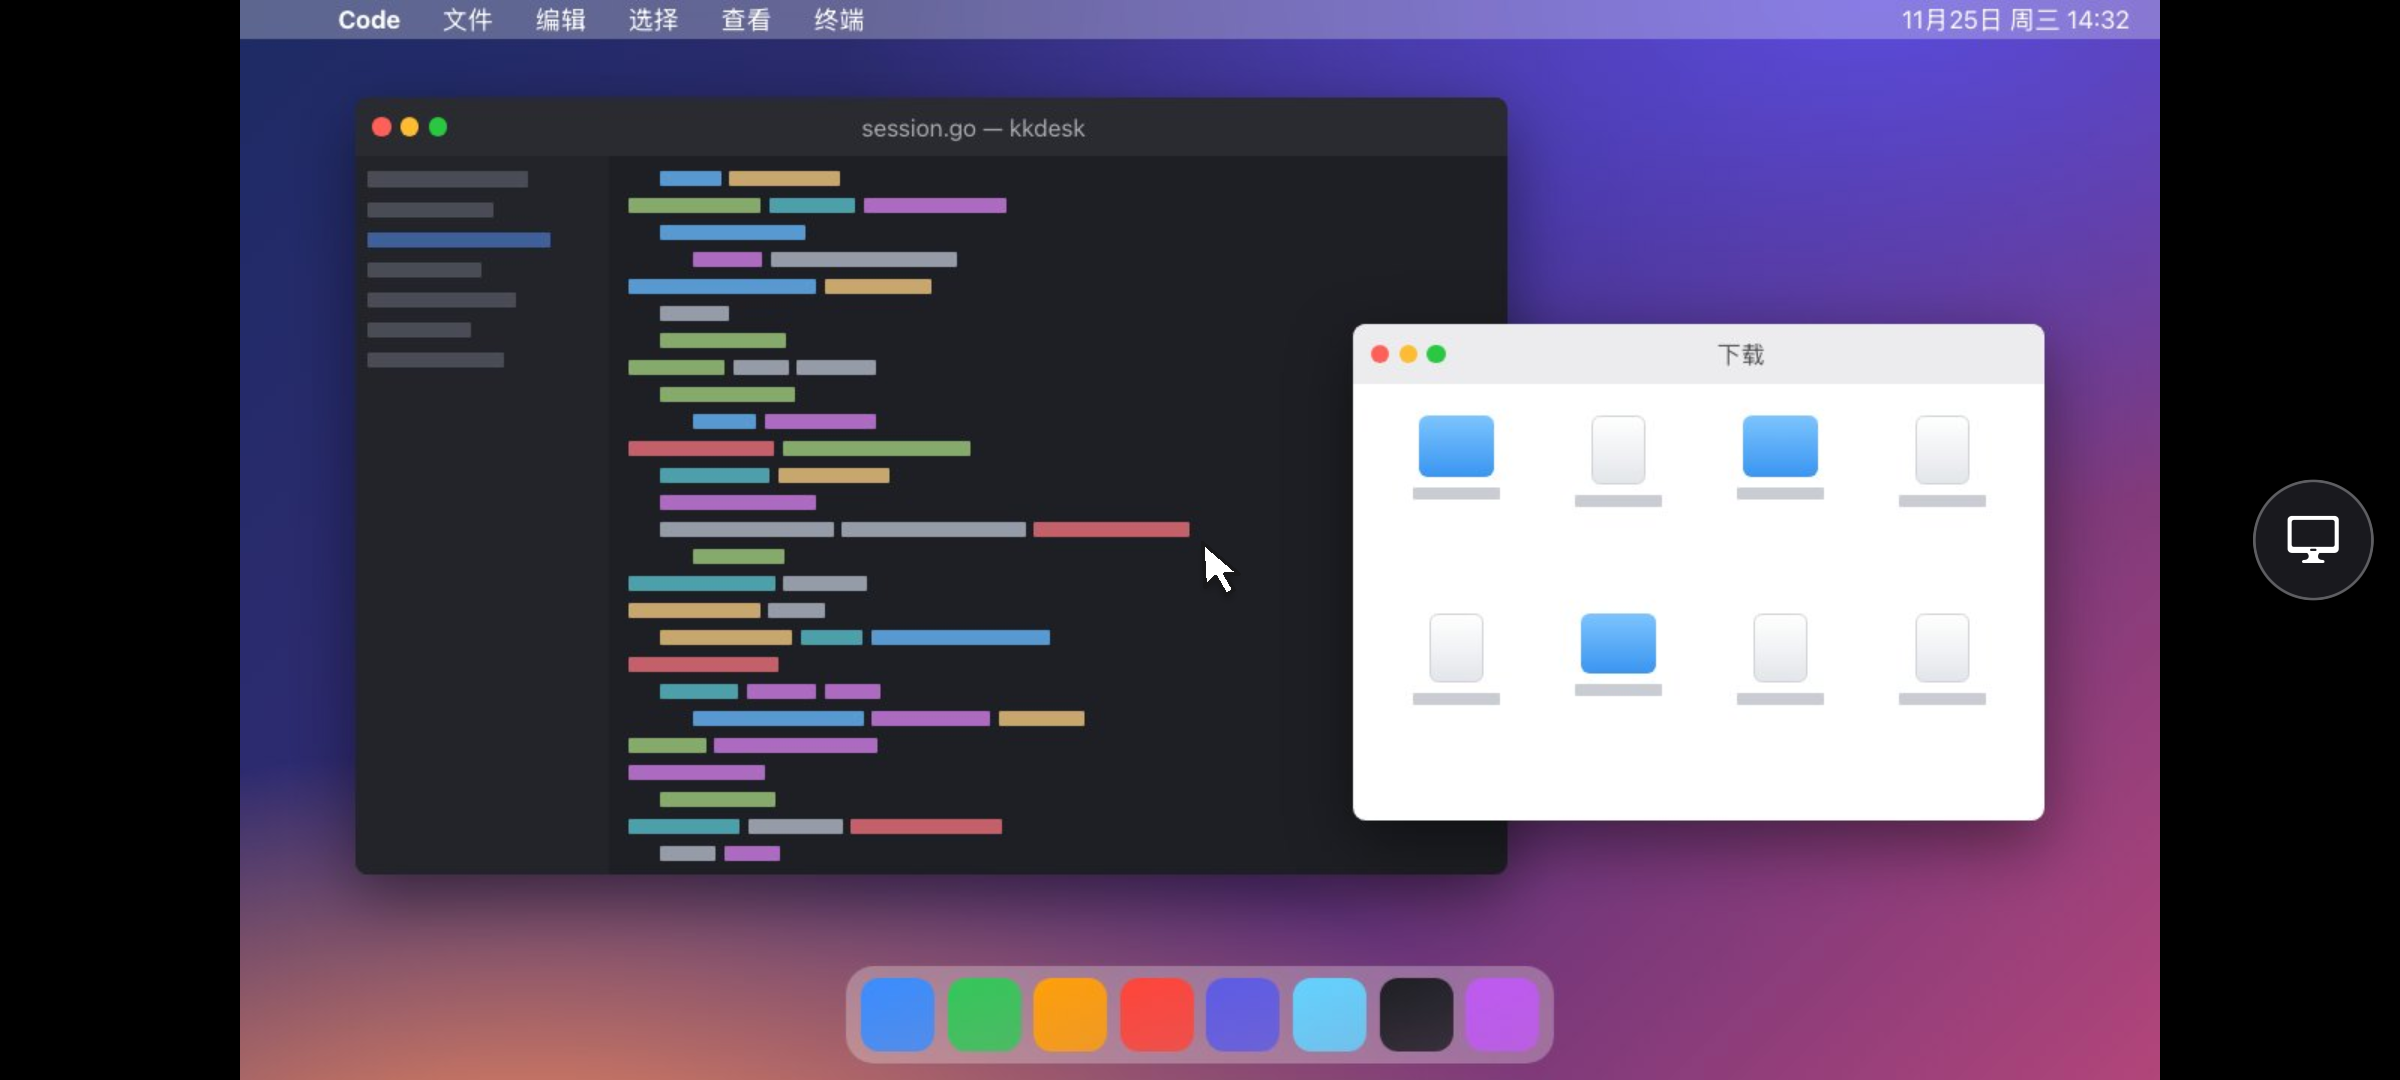 Code 文件 编辑 选择 查看 终端 11月25日 周三 14:32
session.go — kkdesk
下载